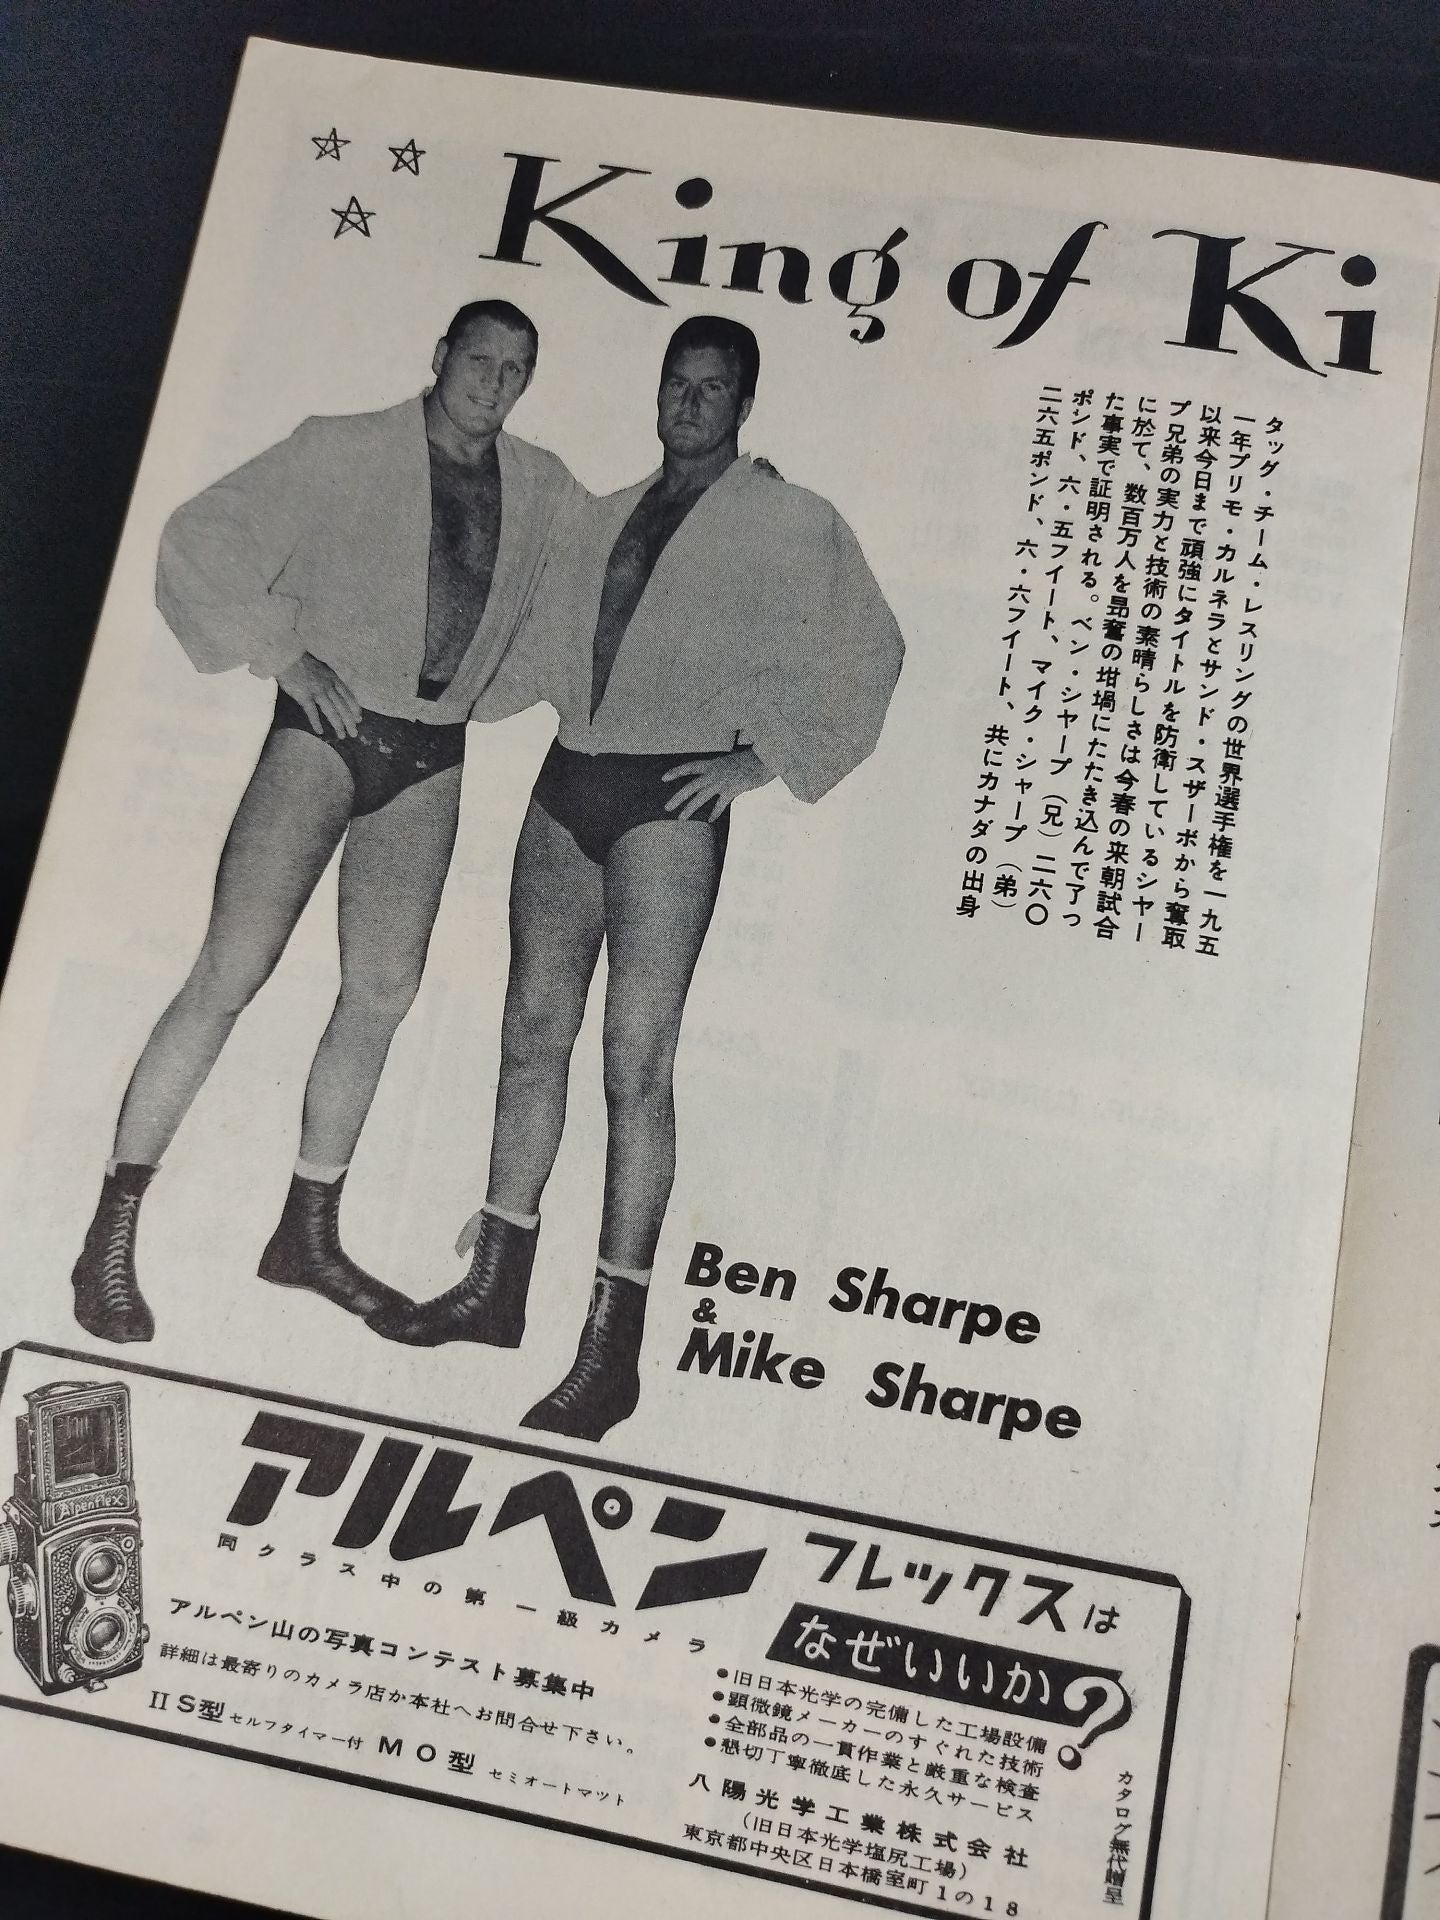 King of Ki
タッグ・チーム・レスリングの世界選手権を一九五
一年プリモ・カルネラとサンド・スザーボから奪取
以来今日まで頑強にタイトルを防衛しているシャー
プ兄弟の実力と技術の素晴らしさは今春の来朝試合
に於て、数百万人を昂奮の坩堝にたたき込んで了っ
た事実で証明される。ベン・シャープ(兄)二六〇
ポンド、六・五フイート、マイク・シャープ(弟)
二六五ポンド、六・六フイート、共にカナダの出身
Ben Sharpe
&
Mike Sharpe
Alpenflex
アルペンフレックスは
同クラス中の第一級カメラ
なぜいいか?
アルペン山の写真コンテスト募集中
詳細は最寄りのカメラ店か本社へお問合せ下さい。
II S型 セルフタイマー付 MO型 セミオートマット
●旧日本光学の完備した工場設備
●顕微鏡メーカーのすぐれた技術
●全部品の一貫作業と厳重な検査
●懇切丁寧徹底した永久サービス
八陽光学工業株式会社
(旧日本光学塩尻工場)
東京都中央区日本橋室町1の18
カタログ無代贈呈